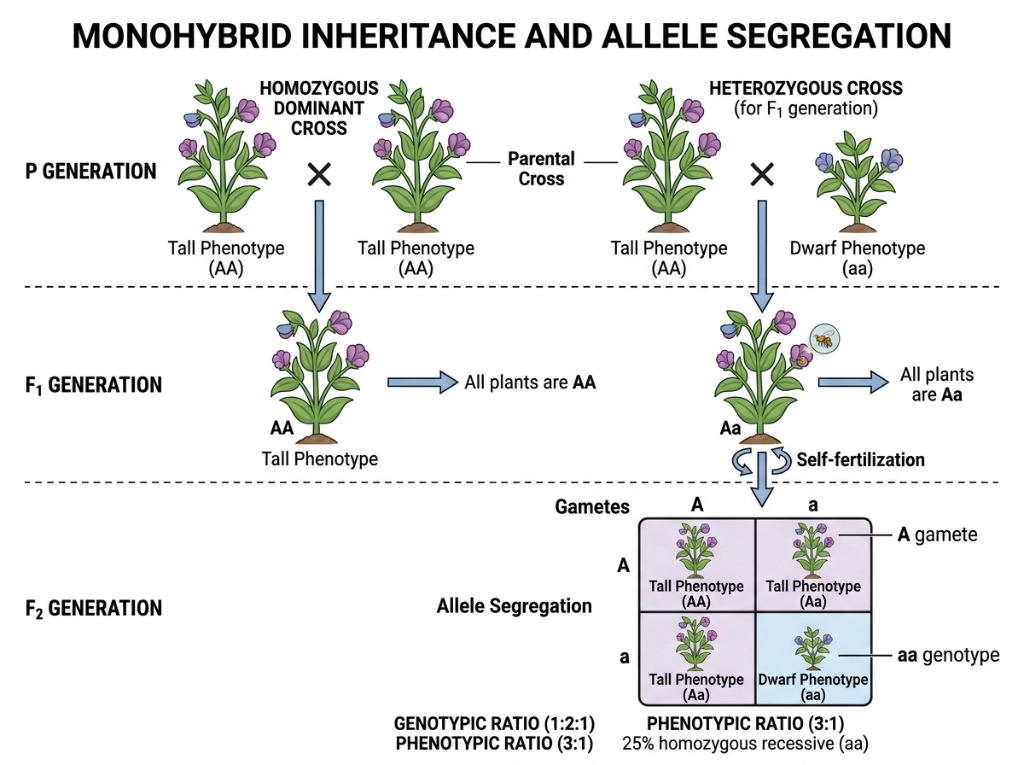 MONOHYBRID INHERITANCE AND ALLELE SEGREGATION
HOMOZYGOUS
DOMINANT
CROSS
HETEROZYGOUS CROSS
(for F₁ generation)
P GENERATION
Parental
Cross
Tall Phenotype
(AA)
Tall Phenotype
(AA)
Tall Phenotype
(AA)
Dwarf Phenotype
(aa)
F₁ GENERATION
AA
Tall Phenotype
All plants are AA
Aa
All plants
are Aa
Self-fertilization
F₂ GENERATION
Allele Segregation
Gametes
A
a
A
Tall Phenotype
(AA)
Tall Phenotype
(Aa)
A gamete
a
Tall Phenotype
(Aa)
Dwarf Phenotype
(aa)
aa genotype
GENOTYPIC RATIO (1:2:1)
PHENOTYPIC RATIO (3:1)
PHENOTYPIC RATIO (3:1)
25% homozygous recessive (aa)